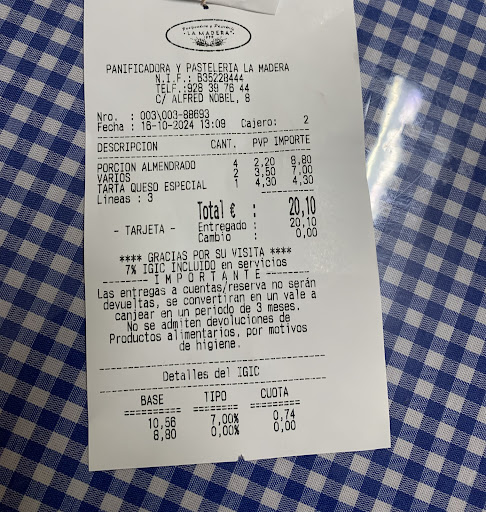 Panificadora y Pastelería
"LA MADERA"
PANIFICADORA Y PASTELERIA LA MADERA
N.I.F.: B35228444
TELF.:928 39 76 44
C/ ALFRED NOBEL, 8
Nro. : 003\003-88693
Fecha : 16-10-2024 13:09 Cajero: 2
DESCRIPCION CANT. PVP IMPORTE
PORCION ALMENDRADO 4 2,20 8,80
VARIOS 2 3,50 7,00
TARTA QUESO ESPECIAL 1 4,30 4,30
Lineas : 3
Total € : 20,10
- TARJETA - Entregado : 20,10
Cambio : 0,00
**** GRACIAS POR SU VISITA ****
7% IGIC INCLUIDO en servicios
I M P O R T A N T E
Las entregas a cuentas/reserva no serán
devueltas, se convertiran en un vale a
canjear en un periodo de 3 meses.
No se admiten devoluciones de
Productos alimentarios, por motivos
de higiene.
Detalles del IGIC
BASE TIPO CUOTA
10,56 7,00% 0,74
8,80 0,00% 0,00